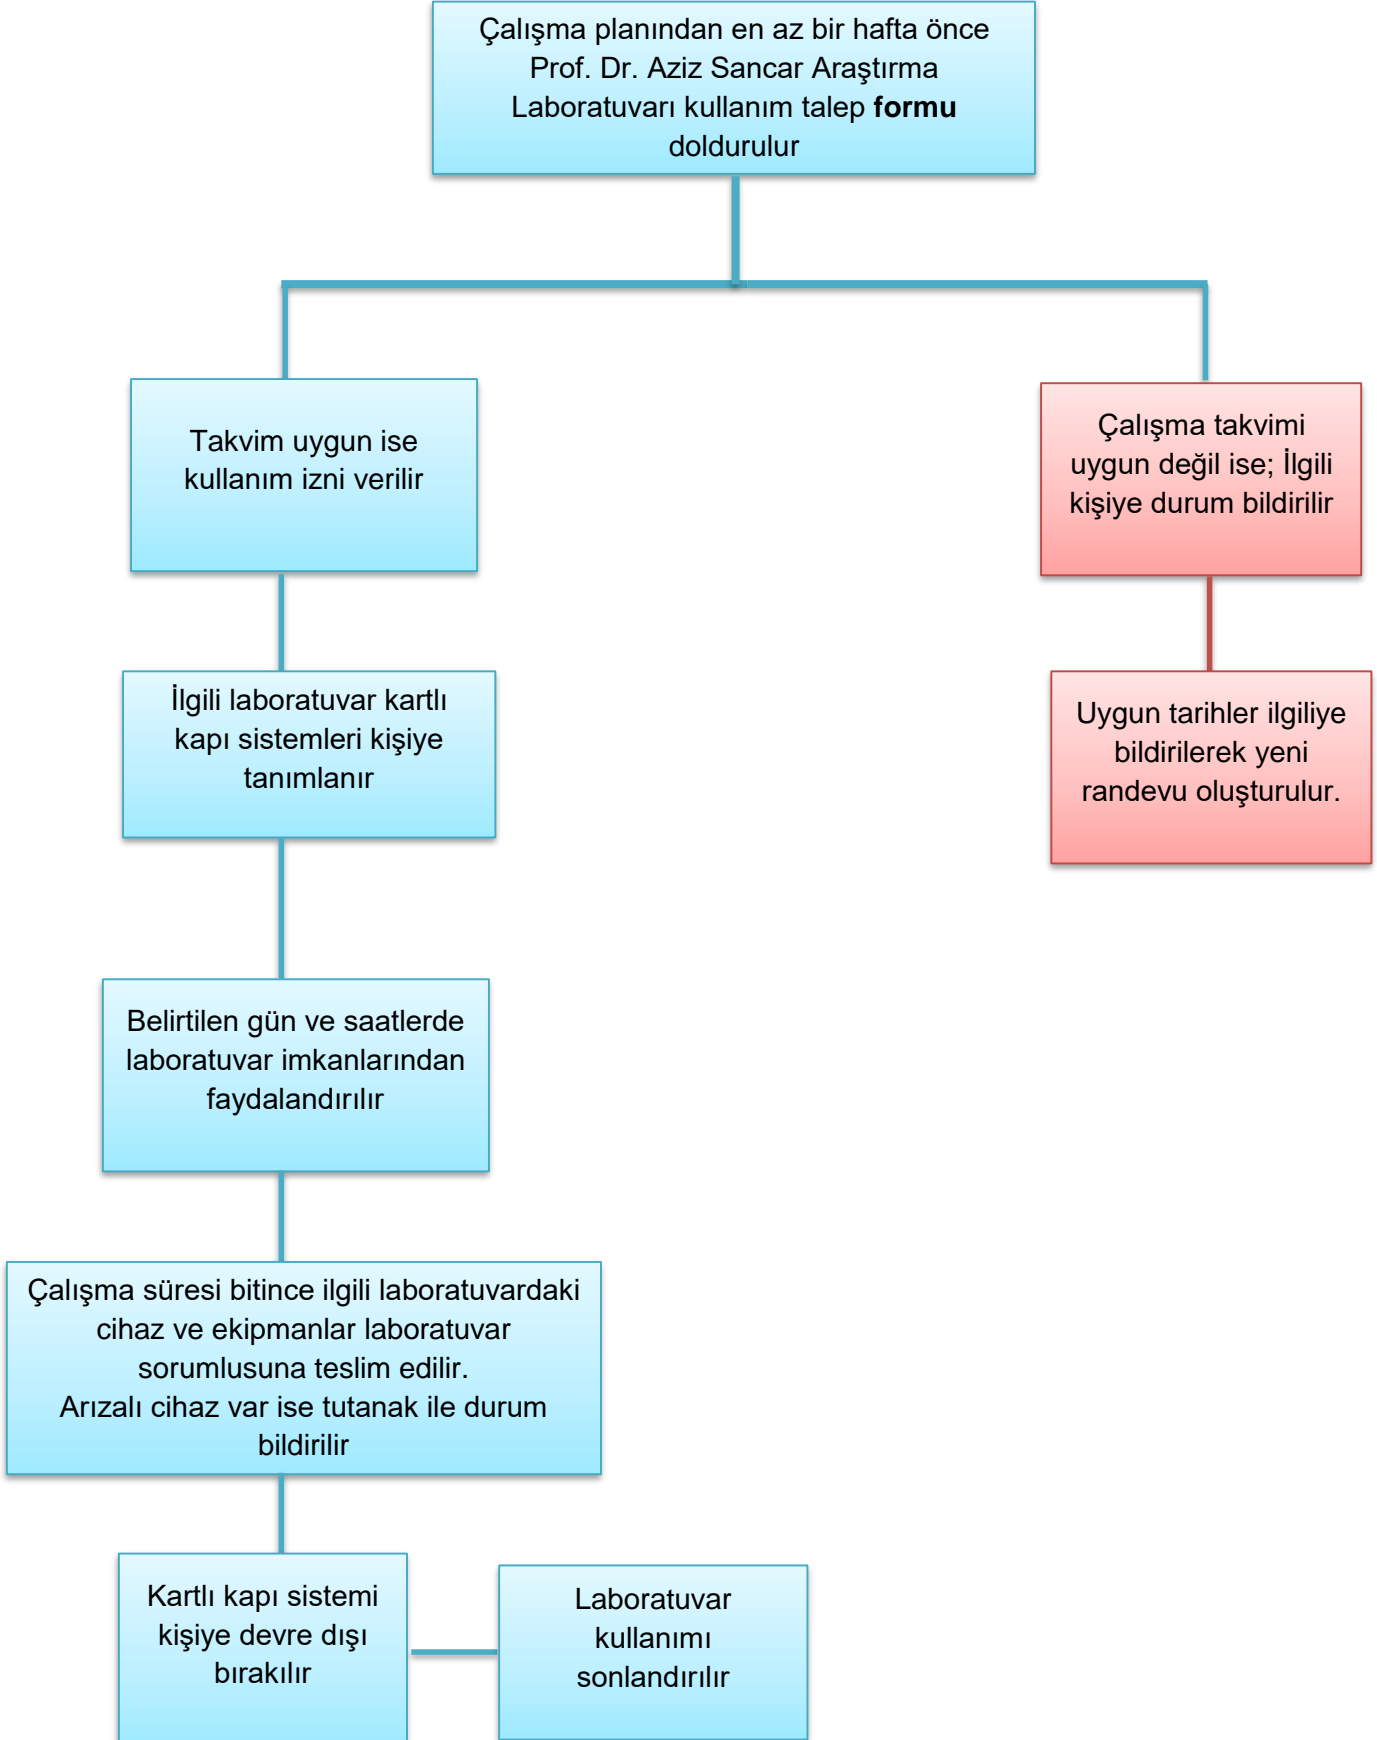 Çalışma planından en az bir hafta önce
Prof. Dr. Aziz Sancar Araştırma
Laboratuvarı kullanım talep formu
doldurulur
Takvim uygun ise
kullanım izni verilir
Çalışma takvimi
uygun değil ise; İlgili
kişiye durum bildirilir
İlgili laboratuvar kartlı
kapı sistemleri kişiye
tanımlanır
Uygun tarihler ilgiliye
bildirilerek yeni
randevu oluşturulur.
Belirtilen gün ve saatlerde
laboratuvar imkanlarından
faydalandırılır
Çalışma süresi bitince ilgili laboratuvardaki
cihaz ve ekipmanlar laboratuvar
sorumlusuna teslim edilir.
Arızalı cihaz var ise tutanak ile durum
bildirilir
Kartlı kapı sistemi
kişiye devre dışı
bırakılır
Laboratuvar
kullanımı
sonlandırılır